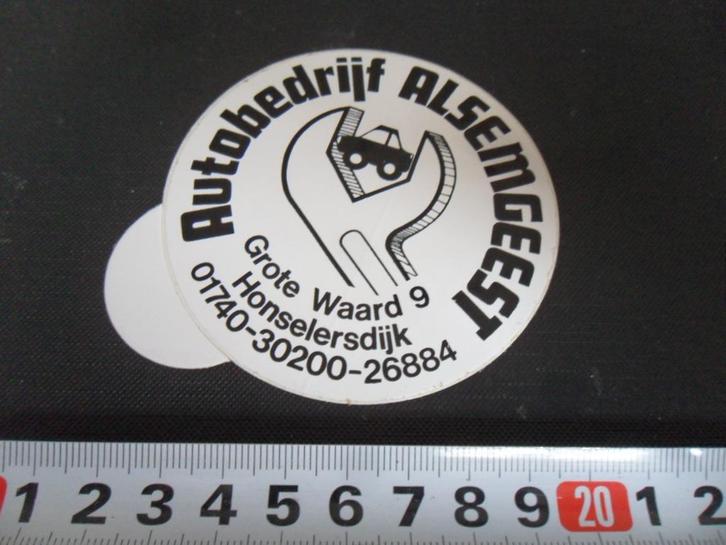 Autobedrijf ALSEMGEEST
Grote Waard 9
Honselersdijk
01740-30200-26884
1 2 3 4 5 6 7 8 9 20 1 2